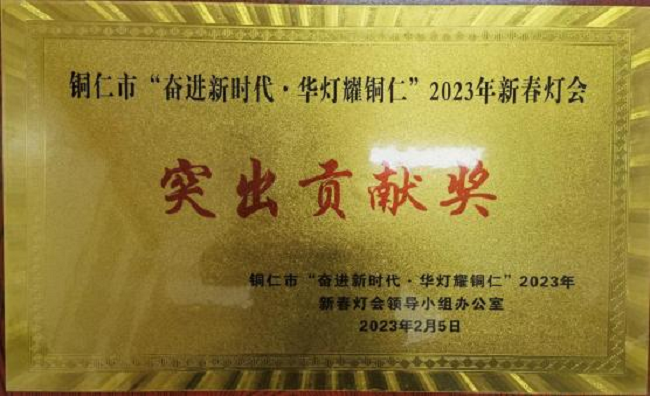 铜仁市“奋进新时代·华灯耀铜仁”2023年新春灯会
突出贡献奖
铜仁市“奋进新时代·华灯耀铜仁”2023年
新春灯会领导小组办公室
2023年2月5日